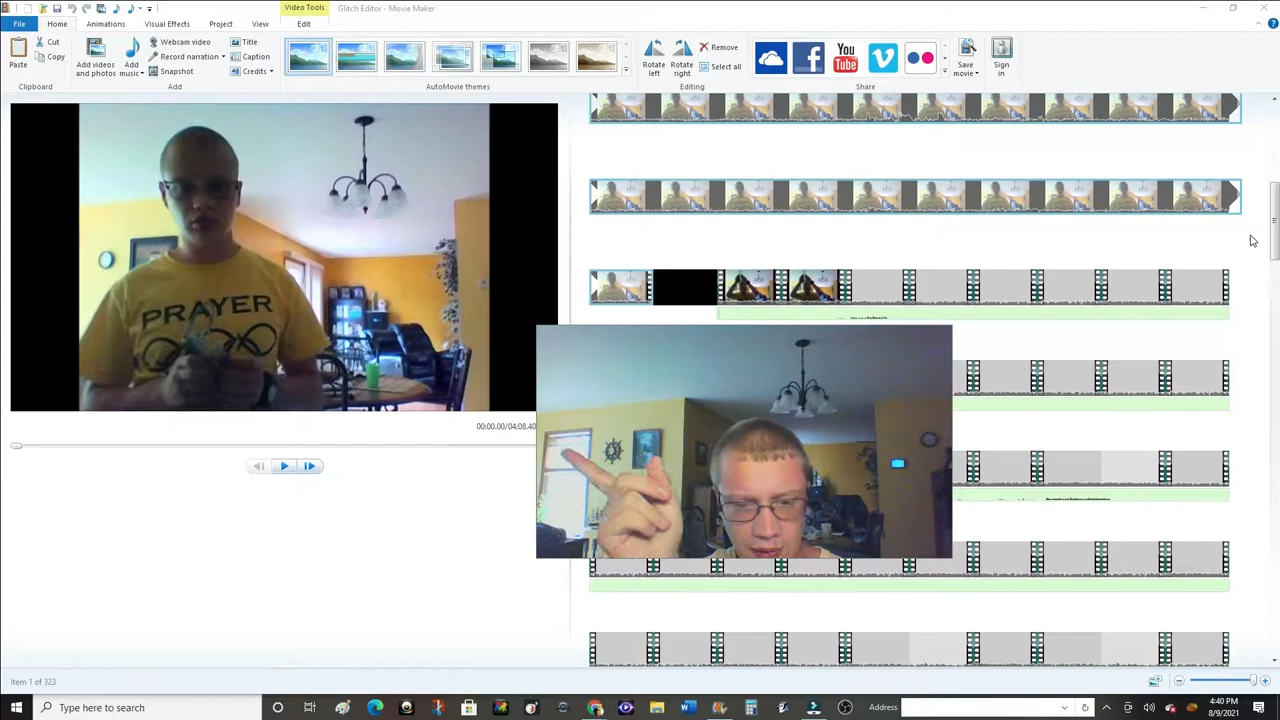 Video Tools
Glitch Editor - Movie Maker
File
Home
Animations
Visual Effects
Project
View
Edit
Paste
Cut
Copy
Clipboard
Add videos
and photos
Add
music
Webcam video
Record narration
Snapshot
Title
Caption
Credits
Add
AutoMovie themes
Rotate
left
Rotate
right
Remove
Select all
Editing
You
Tube
Share
Save
movie
Sign
in
PRAYER
00:00.00/04:08.40
Item 1 of 323
Type here to search
Address
4:40 PM
8/9/2021